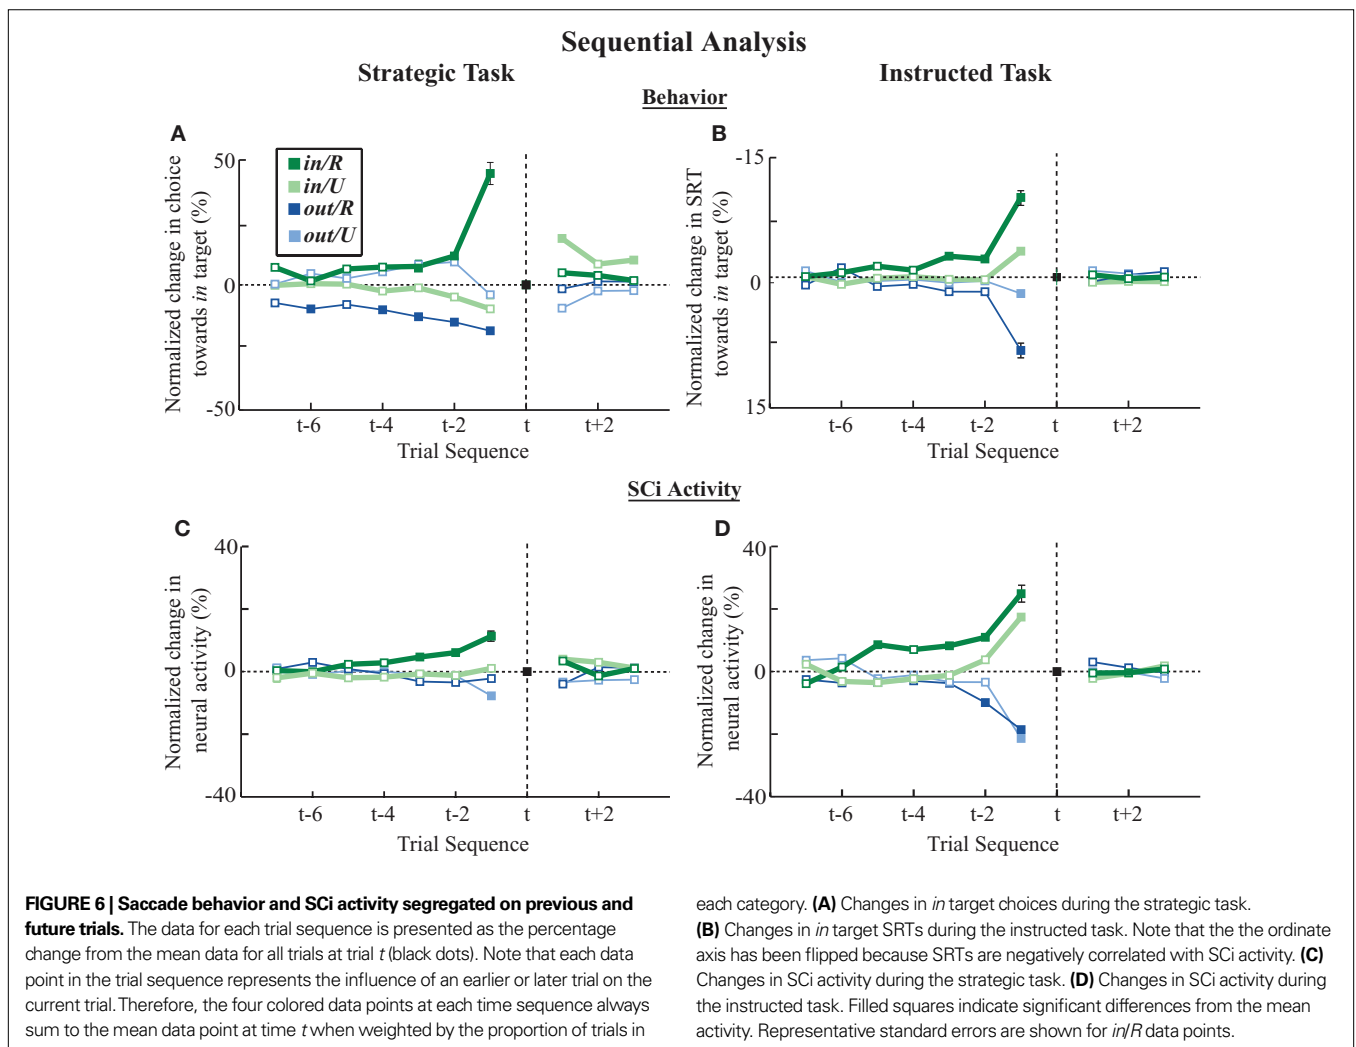 Sequential Analysis
Strategic Task
Instructed Task
Behavior
A
Normalized change in choice
towards in target (%)
50
0
-50
in/R
in/U
out/R
out/U
t-6 t-4 t-2 t t+2
Trial Sequence
B
Normalized change in SRT
towards in target (%)
-15
0
15
t-6 t-4 t-2 t t+2
Trial Sequence
SCi Activity
C
Normalized change in
neural activity (%)
40
0
-40
t-6 t-4 t-2 t t+2
Trial Sequence
D
Normalized change in
neural activity (%)
40
0
-40
t-6 t-4 t-2 t t+2
Trial Sequence
FIGURE 6 | Saccade behavior and SCi activity segregated on previous and
future trials. The data for each trial sequence is presented as the percentage
change from the mean data for all trials at trial t (black dots). Note that each data
point in the trial sequence represents the influence of an earlier or later trial on the
current trial. Therefore, the four colored data points at each time sequence always
sum to the mean data point at time t when weighted by the proportion of trials in
each category. (A) Changes in in target choices during the strategic task.
(B) Changes in in target SRTs during the instructed task. Note that the the ordinate
axis has been flipped because SRTs are negatively correlated with SCi activity. (C)
Changes in SCi activity during the strategic task. (D) Changes in SCi activity during
the instructed task. Filled squares indicate significant differences from the mean
activity. Representative standard errors are shown for in/R data points.